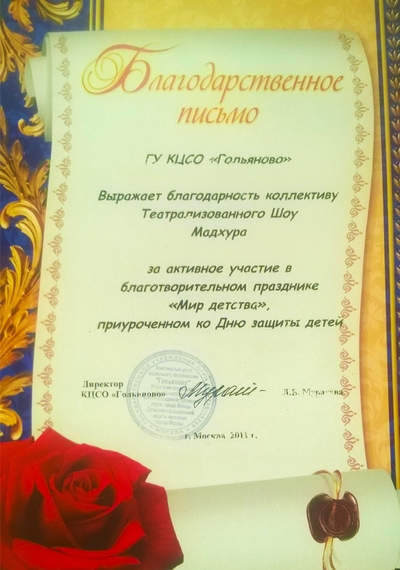 Благодарственное
письмо
ГУ КЦСО «Гольяново»
Выражает благодарность коллективу
Театрализованного Шоу
Мадхура
за активное участие в
благотворительном празднике
«Мир детства»,
приуроченном ко Дню защиты детей
Директор
КЦСО «Гольяново»
г. Москва